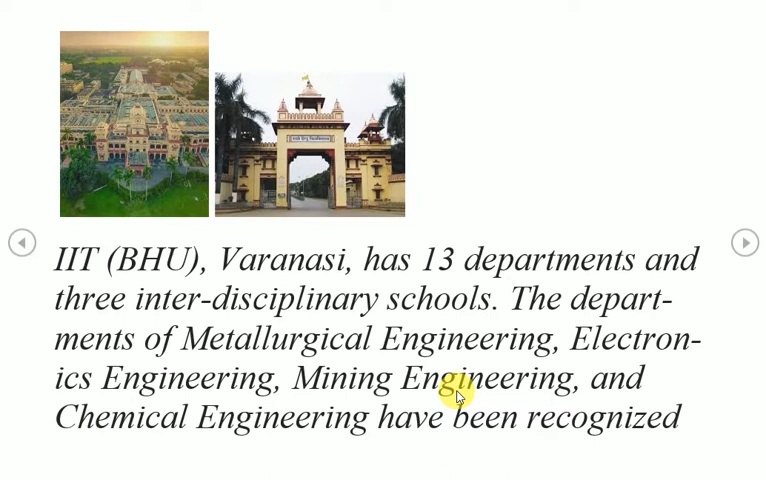 IIT (BHU), Varanasi, has 13 departments and
three inter-disciplinary schools. The depart-
ments of Metallurgical Engineering, Electron-
ics Engineering, Mining Engineering, and
Chemical Engineering have been recognized